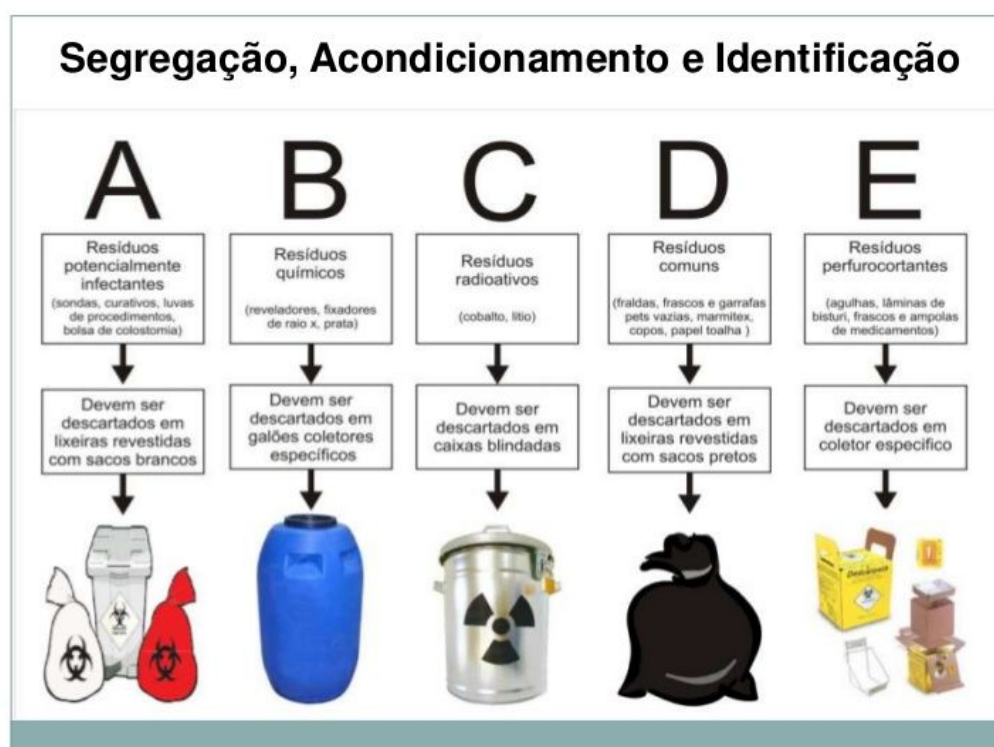 Segregação, Acondicionamento e Identificação
A
B
C
D
E
Resíduos
potencialmente
infectantes
(sondas, curativos, luvas
de procedimentos,
bolsa de colostomia)
Resíduos
químicos
(reveladores, fixadores
de raio x, prata)
Resíduos
radioativos
(cobalto, lítio)
Resíduos
comuns
(fraldas, frascos e garrafas
pets vazias, marmitex,
copos, papel toalha )
Resíduos
perfurocortantes
(agulhas, lâminas de
bisturi, frascos e ampolas
de medicamentos)
Devem ser
descartados em
lixeiras revestidas
com sacos brancos
Devem ser
descartados em
galões coletores
específicos
Devem ser
descartados em
caixas blindadas
Devem ser
descartados em
lixeiras revestidas
com sacos pretos
Devem ser
descartados em
coletor específico